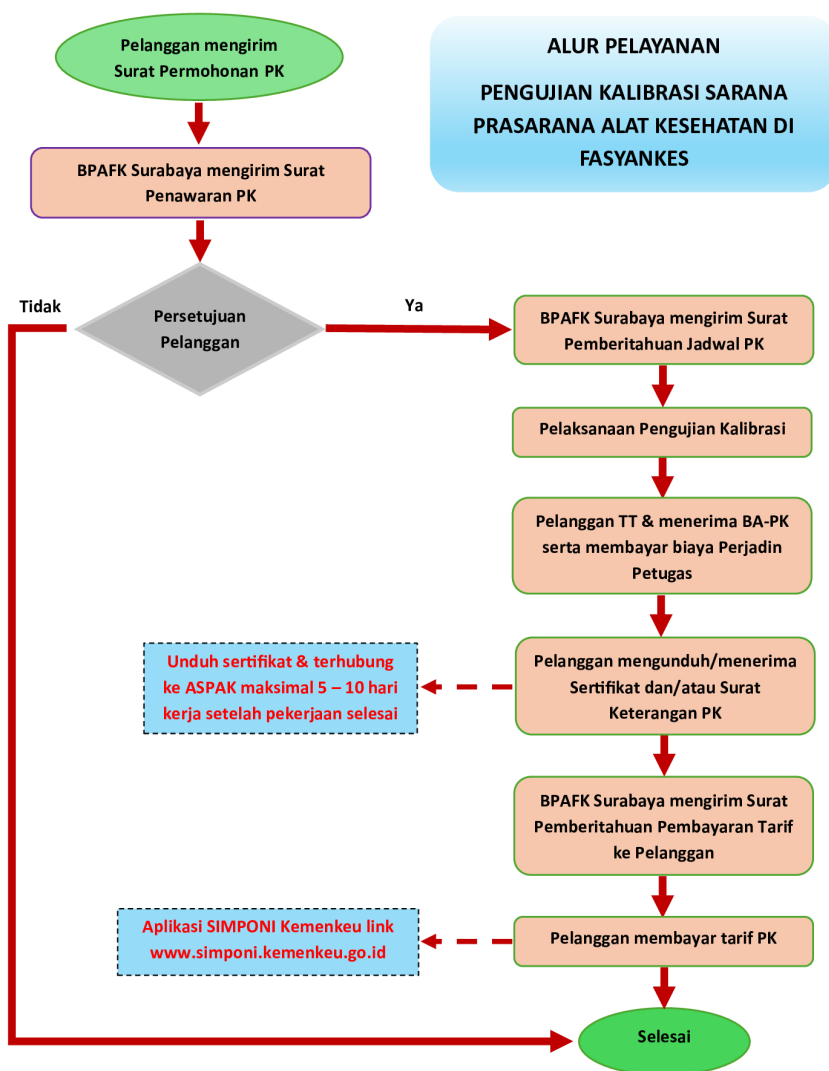 Pelanggan mengirim
Surat Permohonan PK
ALUR PELAYANAN
PENGUJIAN KALIBRASI SARANA
PRASARANA ALAT KESEHATAN DI
FASYANKES
BPAFK Surabaya mengirim Surat
Penawaran PK
Tidak
Persetujuan
Pelanggan
Ya
BPAFK Surabaya mengirim Surat
Pemberitahuan Jadwal PK
Pelaksanaan Pengujian Kalibrasi
Pelanggan TT & menerima BA-PK
serta membayar biaya Perjadin
Petugas
Pelanggan mengunduh/menerima
Sertifikat dan/atau Surat
Keterangan PK
Unduh sertifikat & terhubung
ke ASPAK maksimal 5 – 10 hari
kerja setelah pekerjaan selesai
BPAFK Surabaya mengirim Surat
Pemberitahuan Pembayaran Tarif
ke Pelanggan
Pelanggan membayar tarif PK
Aplikasi SIMPONI Kemenkeu link
www.simponi.kemenkeu.go.id
Selesai